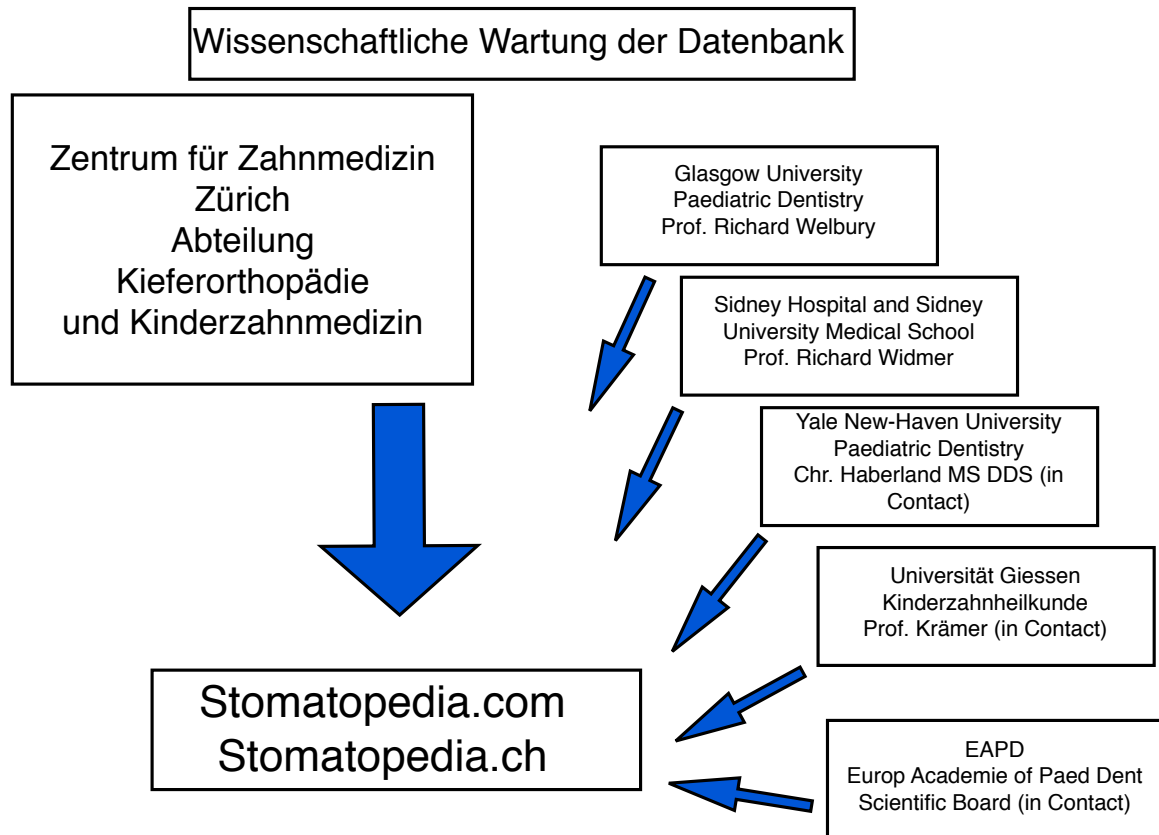 Wissenschaftliche Wartung der Datenbank
Zentrum für Zahnmedizin
Zürich
Abteilung
Kieferorthopädie
und Kinderzahnmedizin
Glasgow University
Paediatric Dentistry
Prof. Richard Welbury
Sidney Hospital and Sidney
University Medical School
Prof. Richard Widmer
Yale New-Haven University
Paediatric Dentistry
Chr. Haberland MS DDS (in
Contact)
Universität Giessen
Kinderzahnheilkunde
Prof. Krämer (in Contact)
EAPD
Europ Academie of Paed Dent
Scientific Board (in Contact)
Stomatopedia.com
Stomatopedia.ch